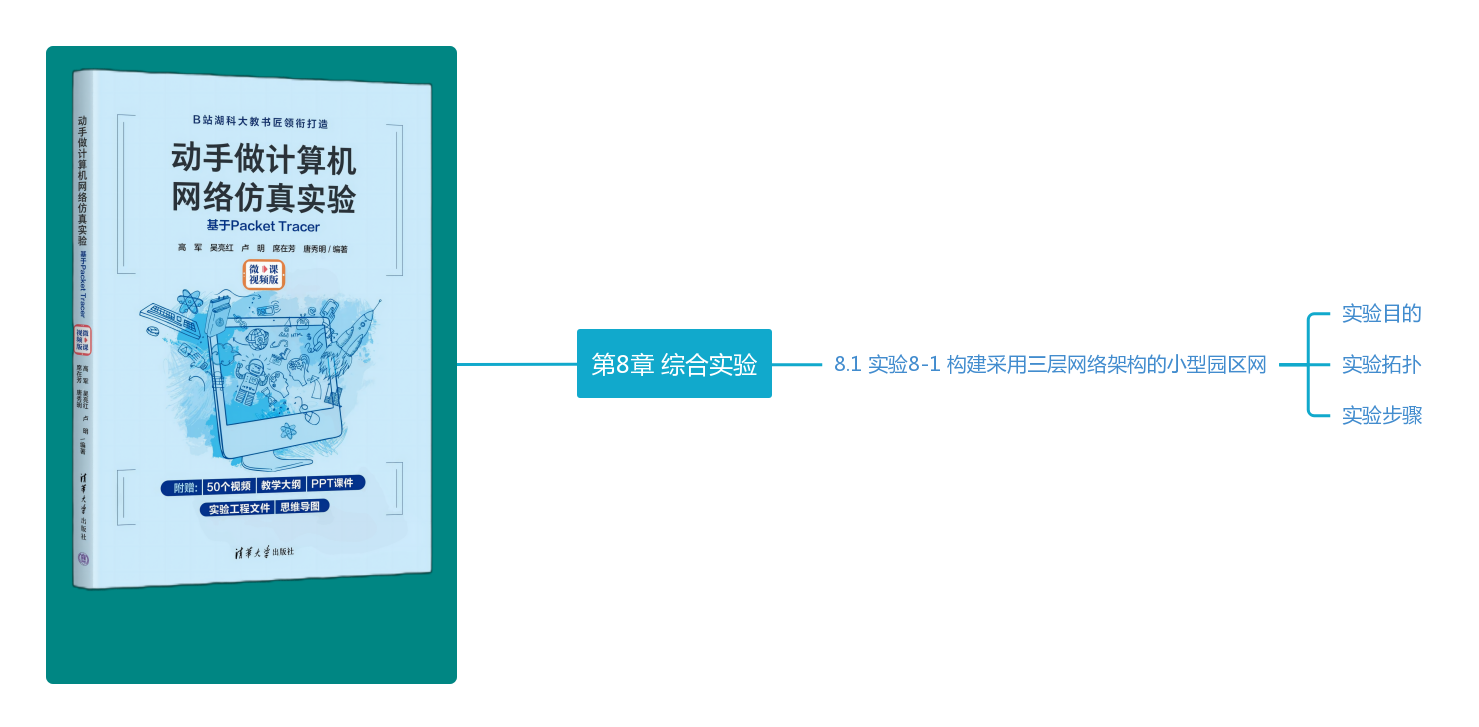 B站湖科大教书匠领衔打造
动手做计算机
网络仿真实验
基于Packet Tracer
高 军 吴亮红 卢 明 席在芳 唐秀明 / 编著
微课
视频版
附赠: 50个视频 教学大纲 PPT课件
实验工程文件 思维导图
清华大学出版社
动手做计算机网络仿真实验 基于Packet Tracer
微课
视频版
高 军 吴亮红 卢 明
席在芳 唐秀明 / 编著
清华大学出版社
第8章 综合实验
8.1 实验8-1 构建采用三层网络架构的小型园区网
实验目的
实验拓扑
实验步骤